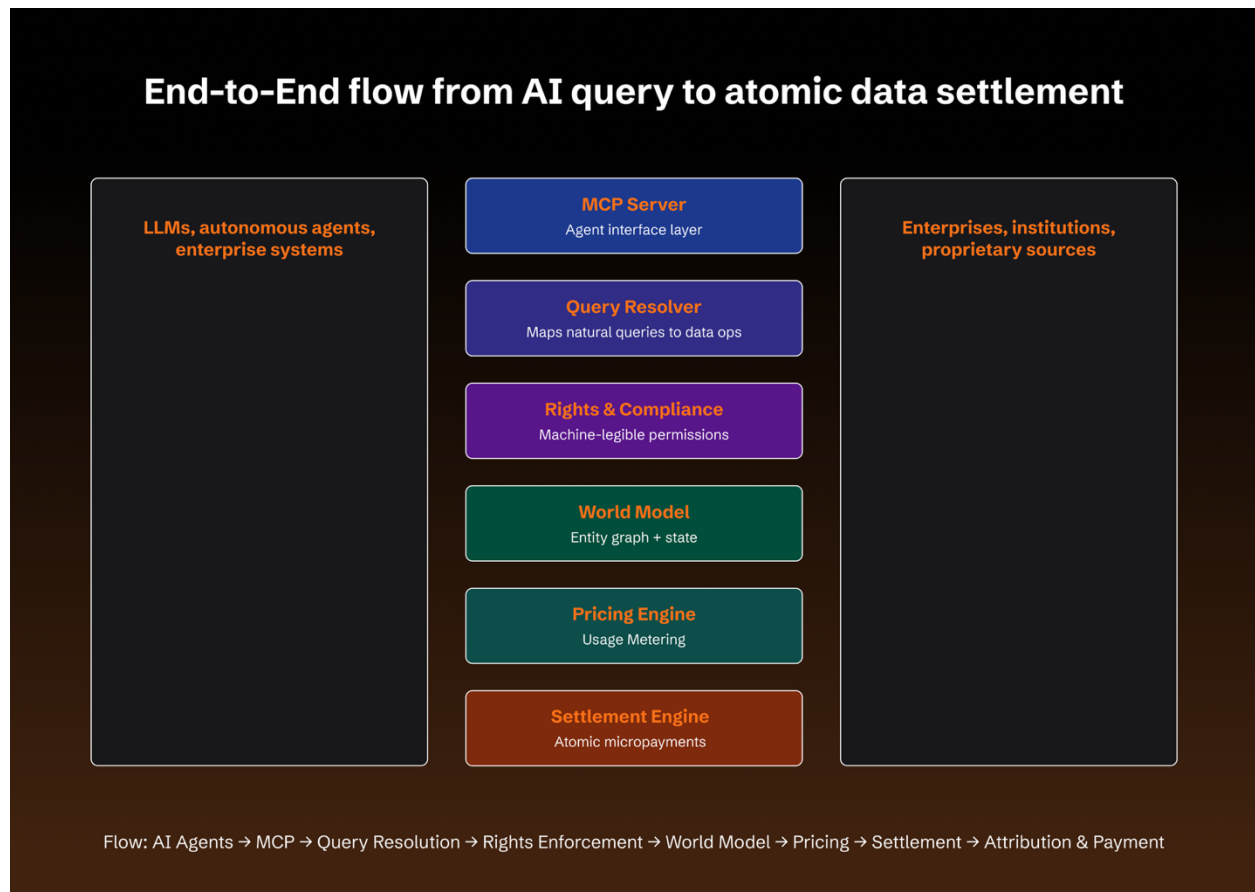 End-to-End flow from AI query to atomic data settlement
LLMs, autonomous agents,
enterprise systems
MCP Server
Agent interface layer
Query Resolver
Maps natural queries to data ops
Rights & Compliance
Machine-legible permissions
World Model
Entity graph + state
Pricing Engine
Usage Metering
Settlement Engine
Atomic micropayments
Enterprises, institutions,
proprietary sources
Flow: AI Agents → MCP → Query Resolution → Rights Enforcement → World Model → Pricing → Settlement → Attribution & Payment